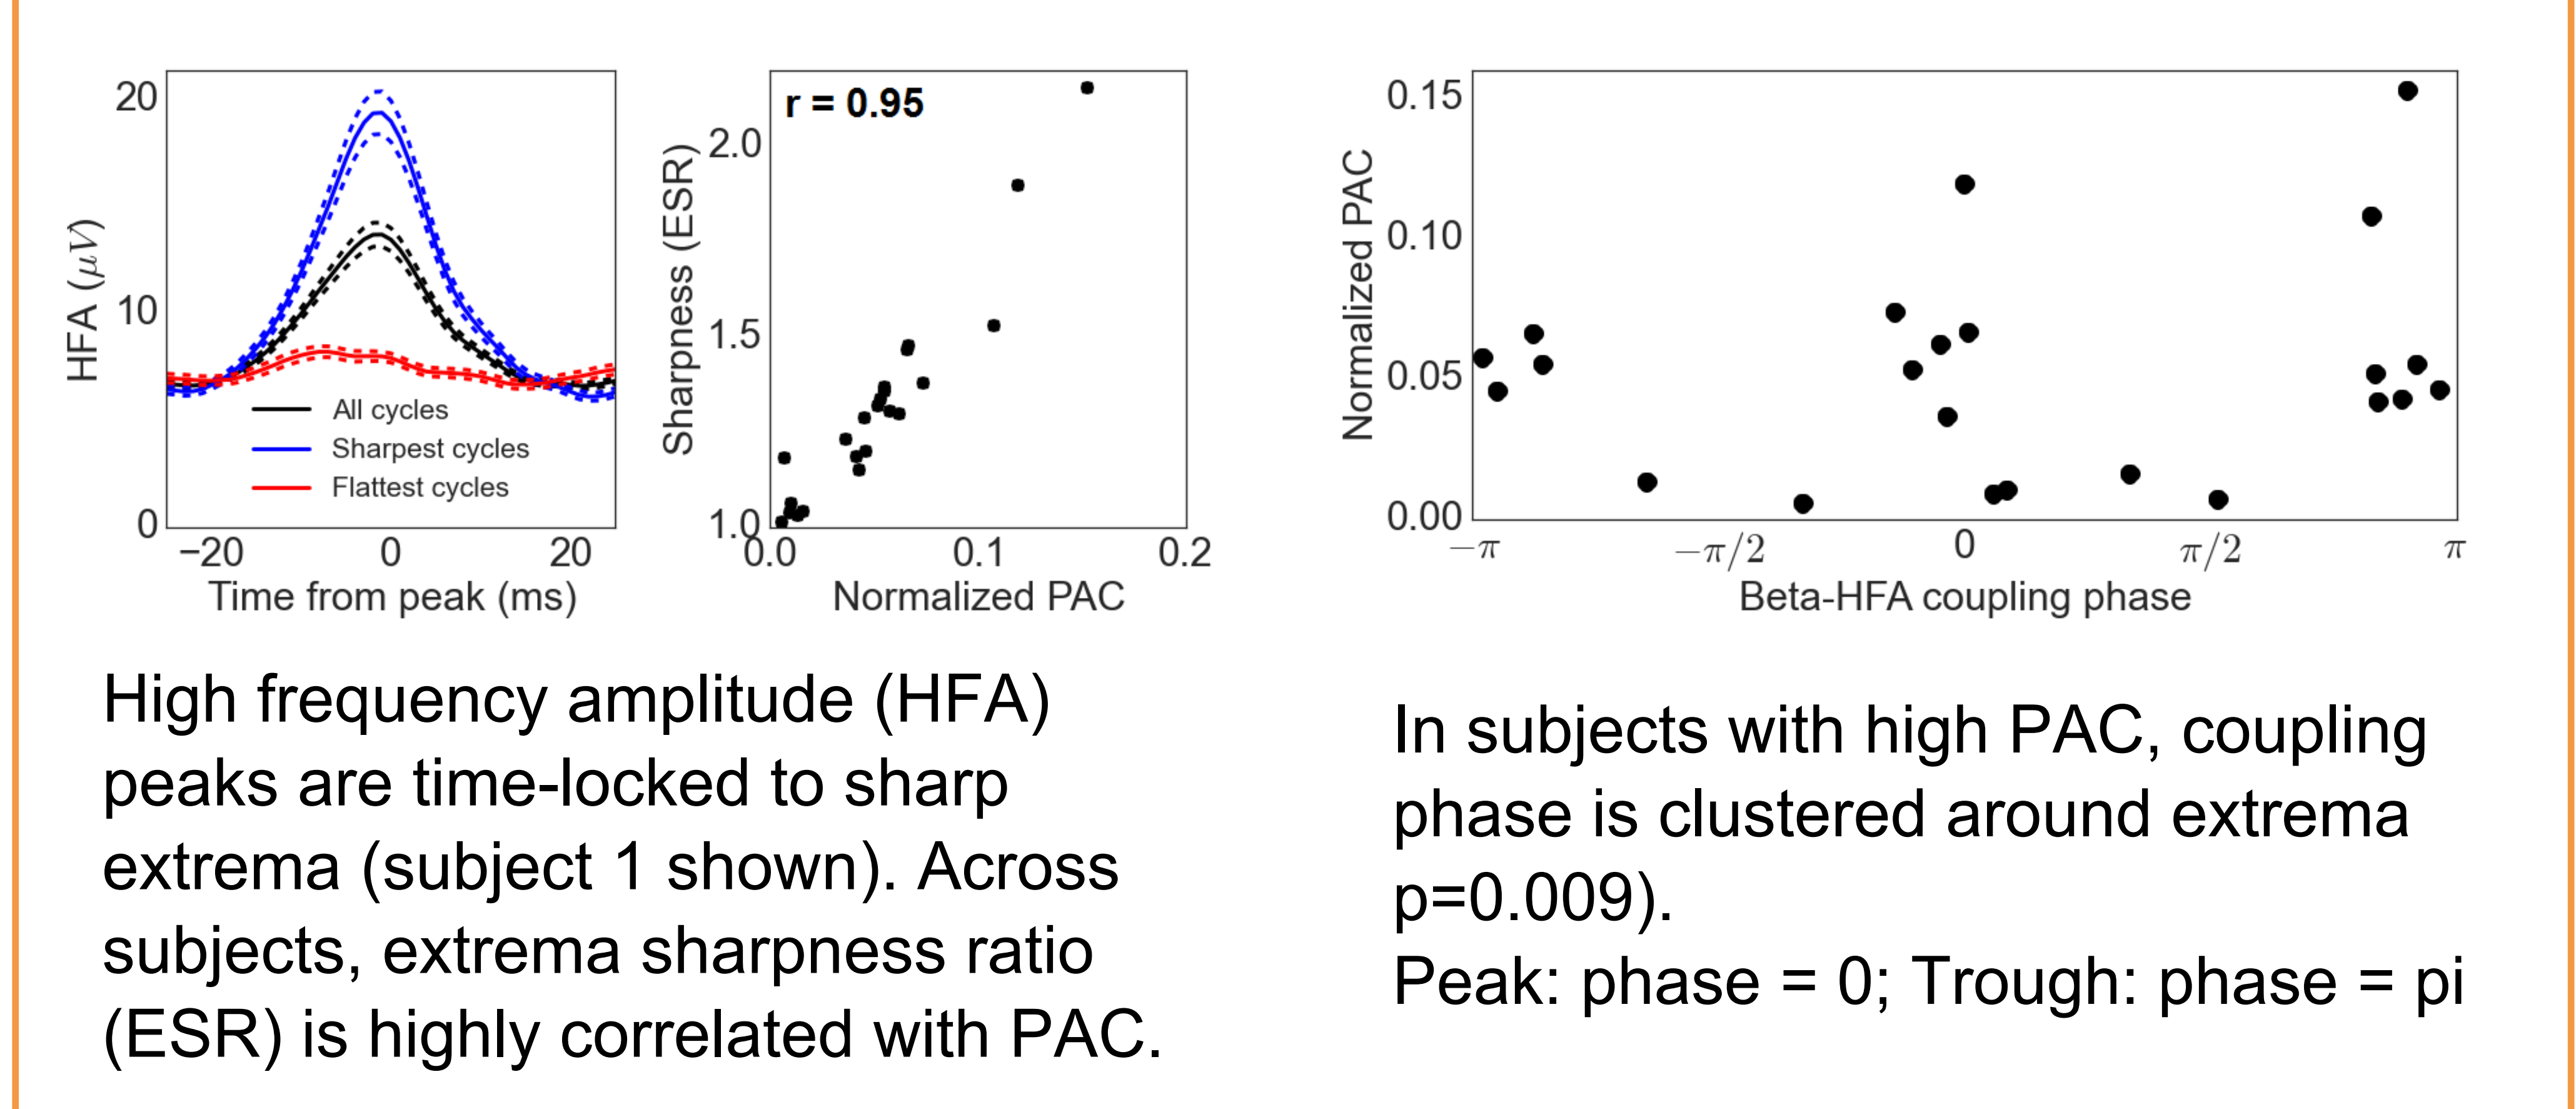 20
10
0
−20
0
20
HFA (μV)
Time from peak (ms)
All cycles
Sharpest cycles
Flattest cycles
r = 0.95
2.0
1.5
1.0
0.0
0.1
0.2
Sharpness (ESR)
Normalized PAC
0.15
0.10
0.05
0.00
−π
−π/2
0
π/2
π
Normalized PAC
Beta-HFA coupling phase
High frequency amplitude (HFA)
peaks are time-locked to sharp
extrema (subject 1 shown). Across
subjects, extrema sharpness ratio
(ESR) is highly correlated with PAC.
In subjects with high PAC, coupling
phase is clustered around extrema
p=0.009).
Peak: phase = 0; Trough: phase = pi